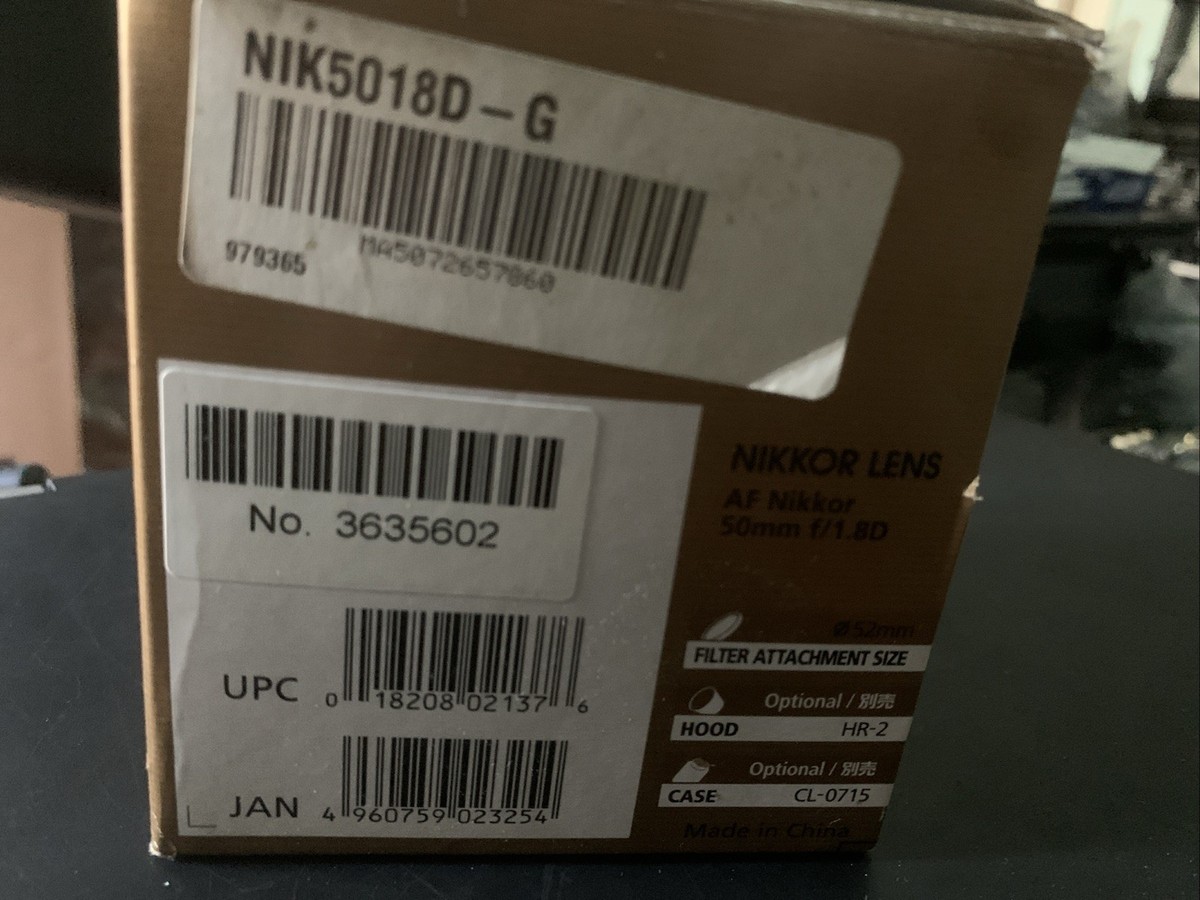 NIK5018D-G
979365 MA5072657860
No. 3635602
NIKKOR LENS
AF Nikkor
50mm f/1.8D
Ø52mm
FILTER ATTACHMENT SIZE
Optional / 別売
HOOD HR-2
Optional / 別売
CASE CL-0715
Made in China
UPC 0 18208 02137 6
JAN 4 960759 023254